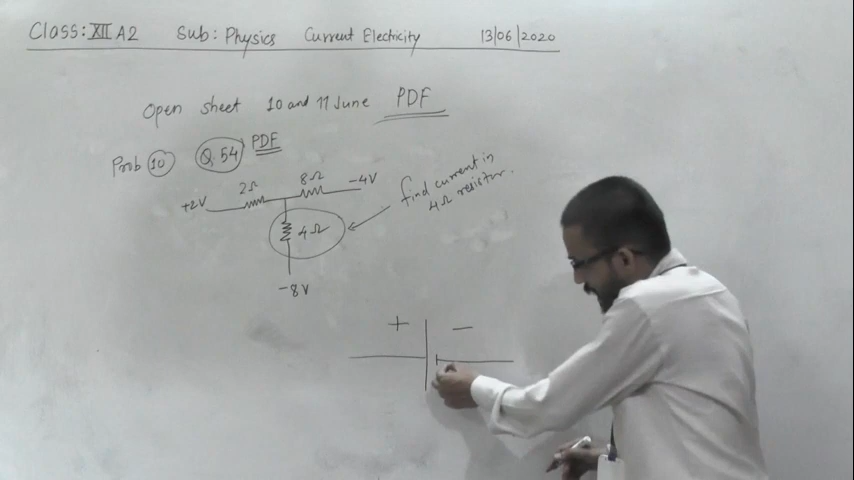 Class: XII A2 Sub: Physics Current Electricity 13/06/2020
Open sheet 10 and 11 June PDF
Prob 10 Q.54 PDF
+2V 2Ω 8Ω -4V
find current in
4Ω resistor.
4Ω
-8V
+ -